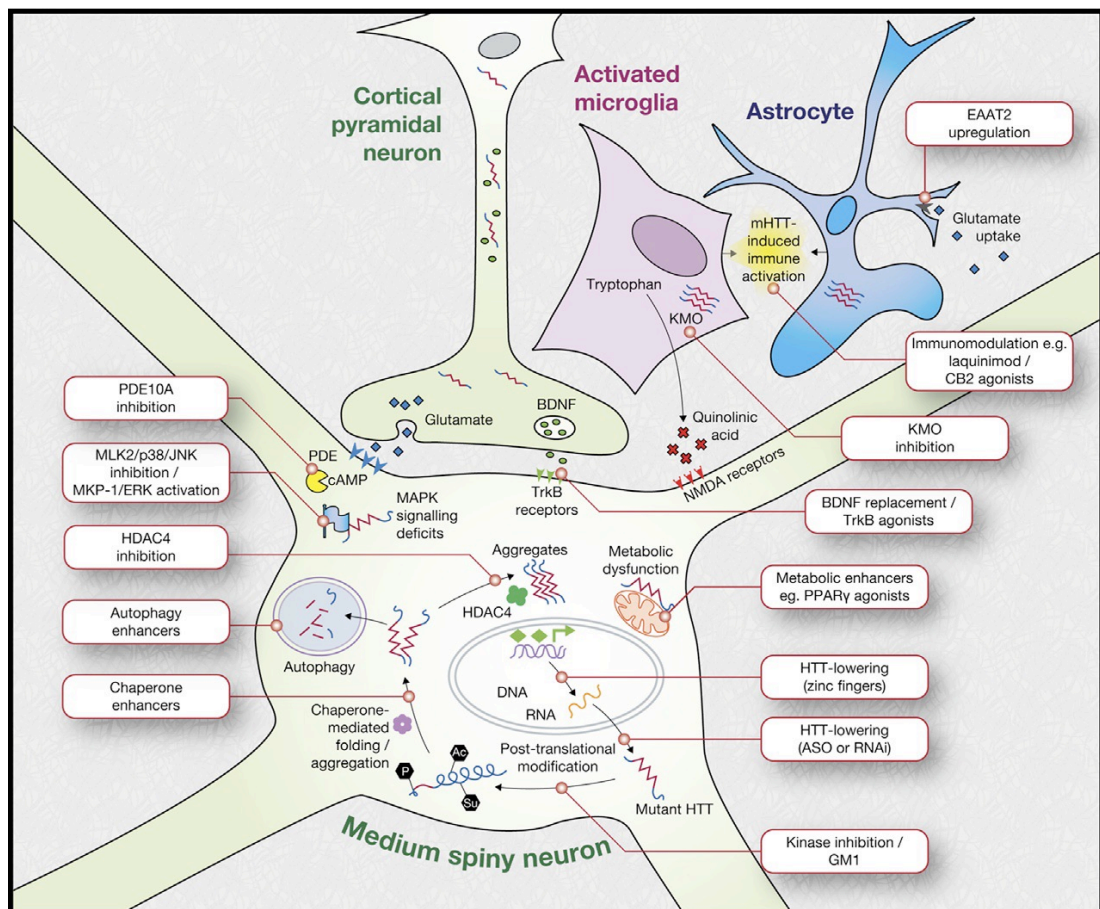 Cortical
pyramidal
neuron
Activated
microglia
Astrocyte
EAAT2
upregulation
Glutamate
uptake
mHTT-
induced
immune
activation
Tryptophan
KMO
Immunomodulation e.g.
laquinimod /
CB2 agonists
PDE10A
inhibition
Glutamate
BDNF
Quinolinic
acid
KMO
inhibition
MLK2/p38/JNK
inhibition /
MKP-1/ERK activation
PDE
cAMP
MAPK
signalling
deficits
TrkB
receptors
NMDA receptors
BDNF replacement /
TrkB agonists
HDAC4
inhibition
Aggregates
HDAC4
Metabolic
dysfunction
Metabolic enhancers
eg. PPARγ agonists
Autophagy
enhancers
Autophagy
Chaperone
enhancers
DNA
RNA
HTT-lowering
(zinc fingers)
Chaperone-
mediated
folding /
aggregation
HTT-lowering
(ASO or RNAi)
Post-translational
modification
P
Ac
Su
Mutant HTT
Medium spiny neuron
Kinase inhibition /
GM1